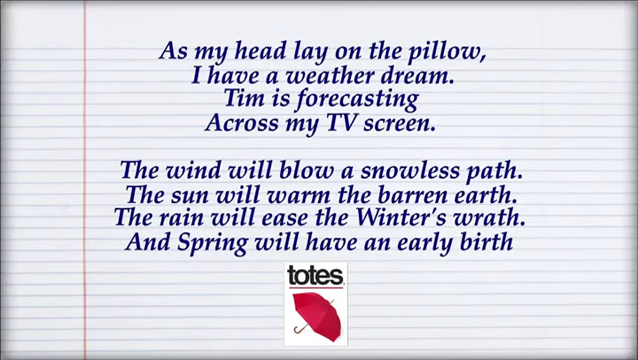 As my head lay on the pillow,
I have a weather dream.
Tim is forecasting
Across my TV screen.
The wind will blow a snowless path.
The sun will warm the barren earth.
The rain will ease the Winter's wrath.
And Spring will have an early birth
totes